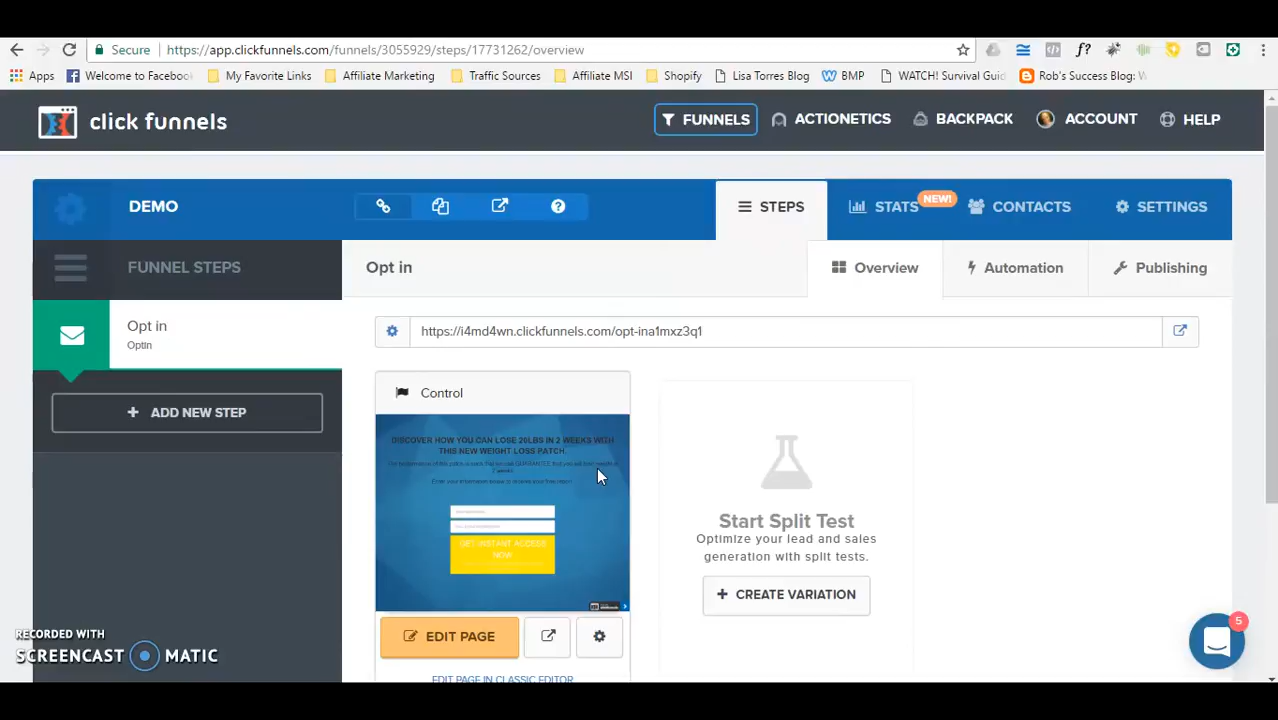 Secure https://app.clickfunnels.com/funnels/3055929/steps/17731262/overview
Apps Welcome to Facebook My Favorite Links Affiliate Marketing Traffic Sources Affiliate MSI Shopify Lisa Torres Blog BMP WATCH! Survival Guid Rob's Success Blog: W
click funnels FUNNELS ACTIONETICS BACKPACK ACCOUNT HELP
DEMO STEPS STATS NEW! CONTACTS SETTINGS
FUNNEL STEPS Opt in Overview Automation Publishing
Opt in
Optin
https://i4md4wn.clickfunnels.com/opt-ina1mxz3q1
+ ADD NEW STEP
Control
DISCOVER HOW YOU CAN LOSE 20LBS IN 2 WEEKS WITH
THIS NEW WEIGHT LOSS PATCH.
GET INSTANT ACCESS
NOW
Start Split Test
Optimize your lead and sales
generation with split tests.
+ CREATE VARIATION
EDIT PAGE
EDIT PAGE IN CLASSIC EDITOR
5
RECORDED WITH
SCREENCAST MATIC